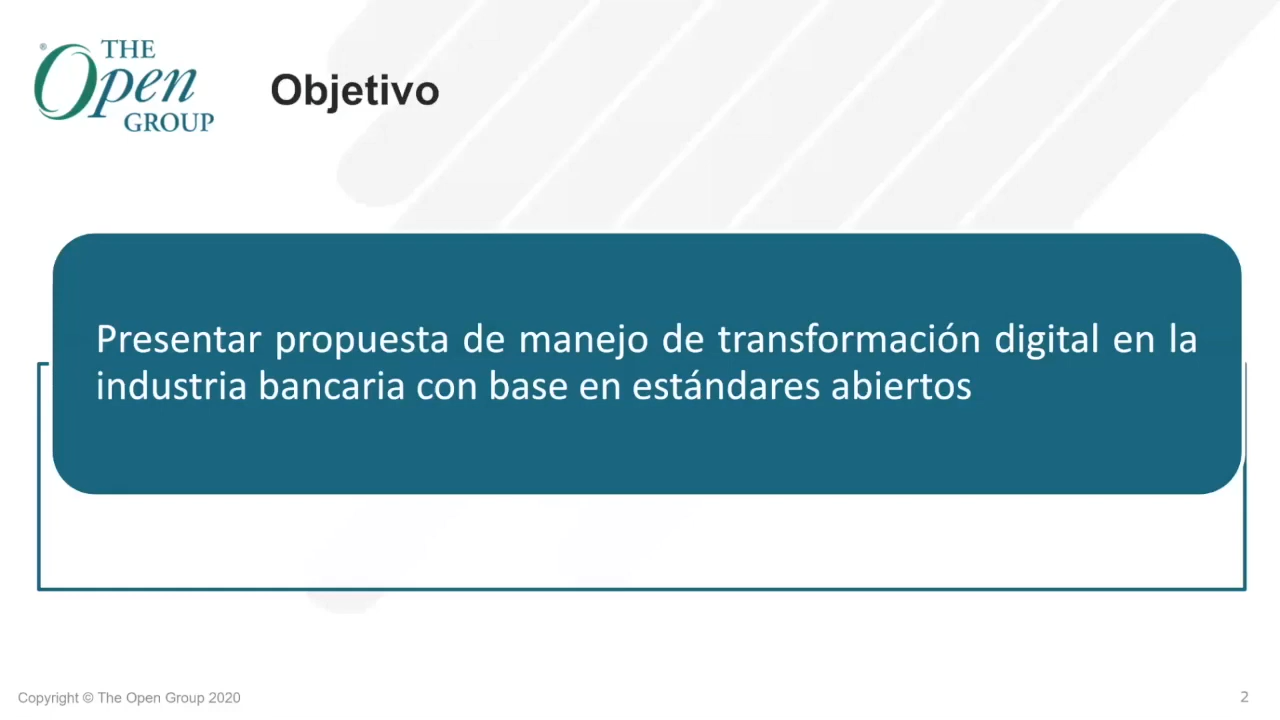 THE
Open
GROUP
®
Objetivo
Presentar propuesta de manejo de transformación digital en la
industria bancaria con base en estándares abiertos
Copyright © The Open Group 2020
2